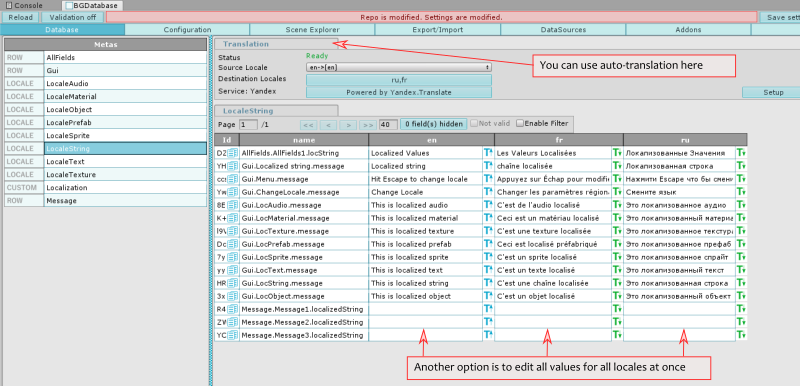 Console BGDatabase
Reload Validation off Repo is modified. Settings are modified. Save setti
Database Configuration Scene Explorer Export/Import DataSources Addons
Metas
ROW AllFields
ROW Gui
LOCALE LocaleAudio
LOCALE LocaleMaterial
LOCALE LocaleObject
LOCALE LocalePrefab
LOCALE LocaleSprite
LOCALE LocaleString
LOCALE LocaleText
LOCALE LocaleTexture
CUSTOM Localization
ROW Message
Translation
Status Ready
Source Locale en->[en]
Destination Locales ru,fr
Service: Yandex Powered by Yandex.Translate Setup
You can use auto-translation here
LocaleString
Page 1 /1 << < > >> 40 0 field(s) hidden Not valid Enable Filter
Id name en fr ru
D2 AllFields.AllFields1.locString Localized Values Les Valeurs Localisées Локализованные Значения
YH Gui.Localized string.message Localized string chaîne localisée Локализованная строка
cc Gui.Menu.message Hit Escape to change locale Appuyez sur Échap pour modifi Нажмите Escape что бы смени
Yw Gui.ChangeLocale.message Change Locale Changer les paramètres région Смените язык
8E Gui.LocAudio.message This is localized audio C'est de l'audio localisé Это локализованное аудио
K+ Gui.LocMaterial.message This is localized material Ceci est un matériau localisé Это локализованный материа
l9\ Gui.LocTexture.message This is localized texture C'est une texture localisée Это локализованное текстур
Dc Gui.LocPrefab.message This is localized prefab Ceci est localisé préfabriqué Это локализованный префаб
7y Gui.LocSprite.message This is localized sprite C'est un sprite localisé Это локализованное спрайт
yy Gui.LocText.message This is localized text C'est un texte localisé Это локализованный текст
HR Gui.LocString.message This is localized string C'est une chaîne localisée Это локализованная строка
3x Gui.LocObject.message This is localized object C'est un objet localisé Это локализованный объект
R4 Message.Message1.localizedString
ZW Message.Message2.localizedString
YC Message.Message3.localizedString
Another option is to edit all values for all locales at once